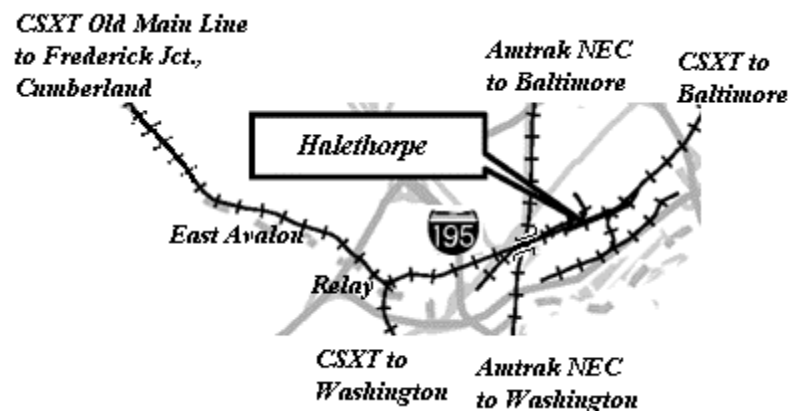 CSXT Old Main Line
to Frederick Jct.,
Cumberland
Amtrak NEC
to Baltimore
CSXT to
Baltimore
Halethorpe
195
East Avalon
Relay
CSXT to
Washington
Amtrak NEC
to Washington